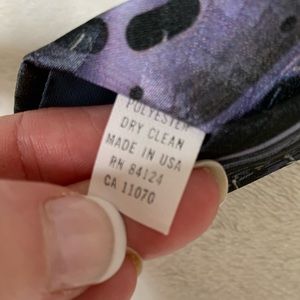 POLYESTER
DRY CLEAN
MADE IN USA
RN 84124
CA 11070